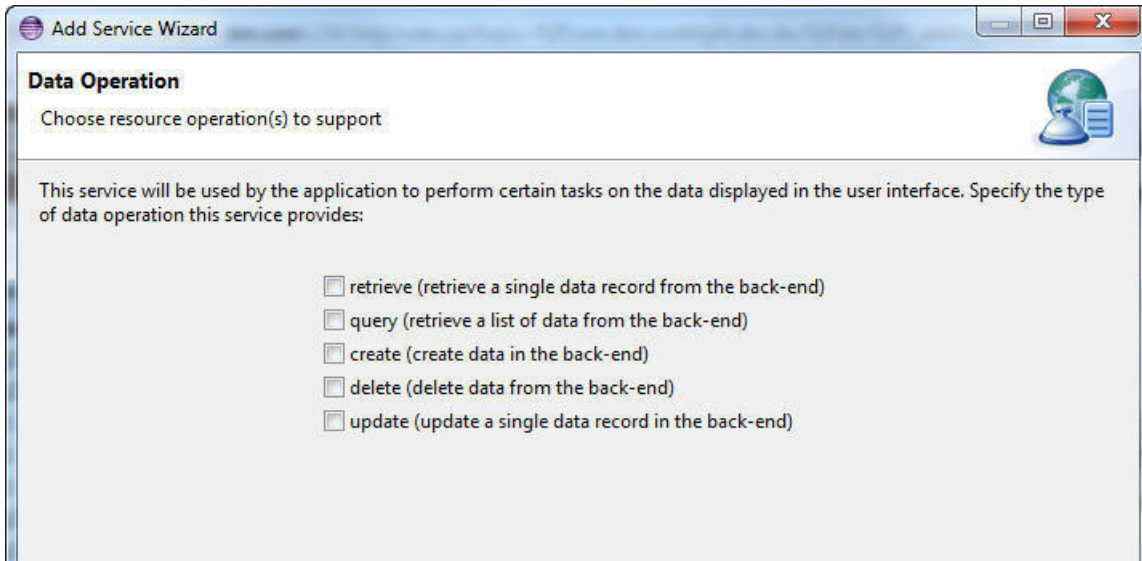 Add Service Wizard
Data Operation
Choose resource operation(s) to support
This service will be used by the application to perform certain tasks on the data displayed in the user interface. Specify the type
of data operation this service provides:
retrieve (retrieve a single data record from the back-end)
query (retrieve a list of data from the back-end)
create (create data in the back-end)
delete (delete data from the back-end)
update (update a single data record in the back-end)